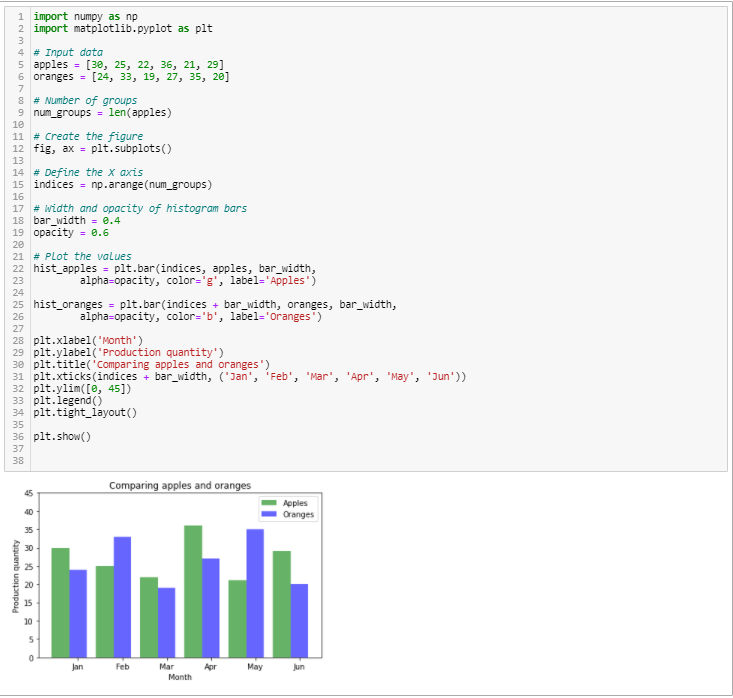 1 import numpy as np
2 import matplotlib.pyplot as plt
3
4 # Input data
5 apples = [30, 25, 22, 36, 21, 29]
6 oranges = [24, 33, 19, 27, 35, 20]
7
8 # Number of groups
9 num_groups = len(apples)
10
11 # Create the figure
12 fig, ax = plt.subplots()
13
14 # Define the X axis
15 indices = np.arange(num_groups)
16
17 # Width and opacity of histogram bars
18 bar_width = 0.4
19 opacity = 0.6
20
21 # Plot the values
22 hist_apples = plt.bar(indices, apples, bar_width,
23         alpha=opacity, color='g', label='Apples')
24
25 hist_oranges = plt.bar(indices + bar_width, oranges, bar_width,
26         alpha=opacity, color='b', label='Oranges')
27
28 plt.xlabel('Month')
29 plt.ylabel('Production quantity')
30 plt.title('Comparing apples and oranges')
31 plt.xticks(indices + bar_width, ('Jan', 'Feb', 'Mar', 'Apr', 'May', 'Jun'))
32 plt.ylim([0, 45])
33 plt.legend()
34 plt.tight_layout()
35
36 plt.show()
37
38
Comparing apples and oranges
45
40
35
30
25
20
15
10
5
0
Production quantity
Apples
Oranges
Jan Feb Mar Apr May Jun
Month